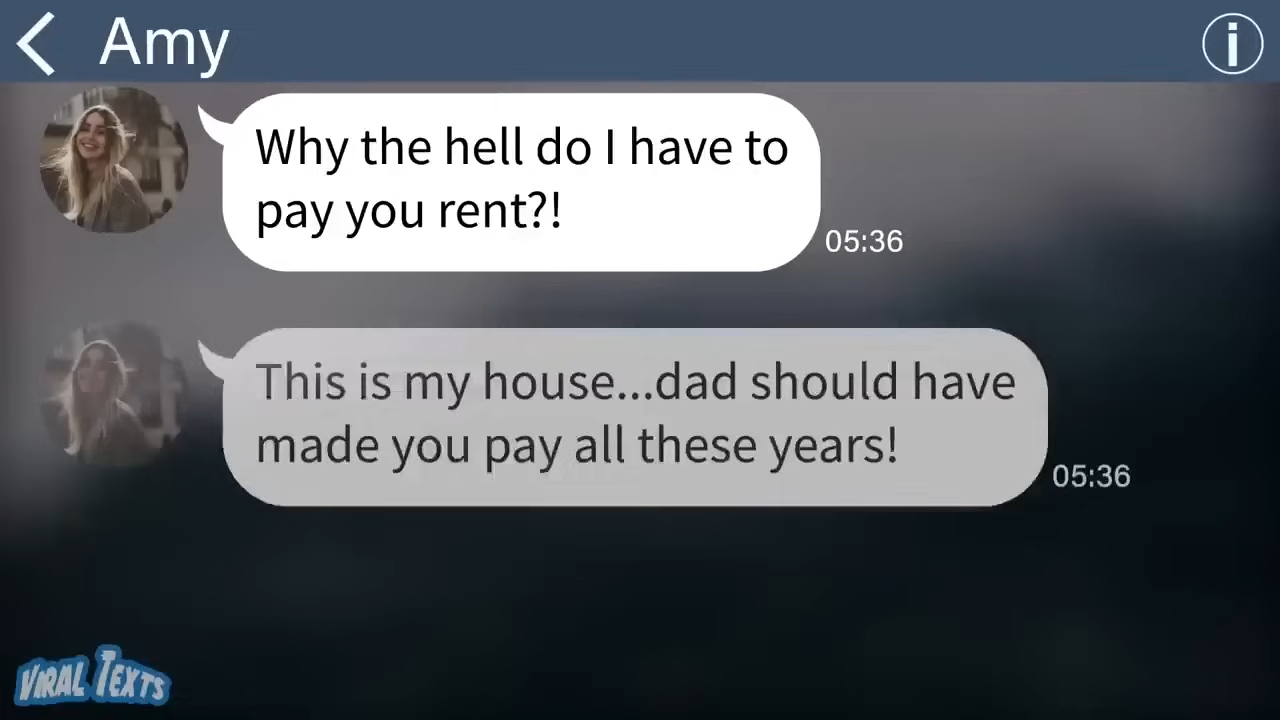 Amy
i
Why the hell do I have to
pay you rent?!
05:36
This is my house...dad should have
made you pay all these years!
05:36
VIRAL TEXTS